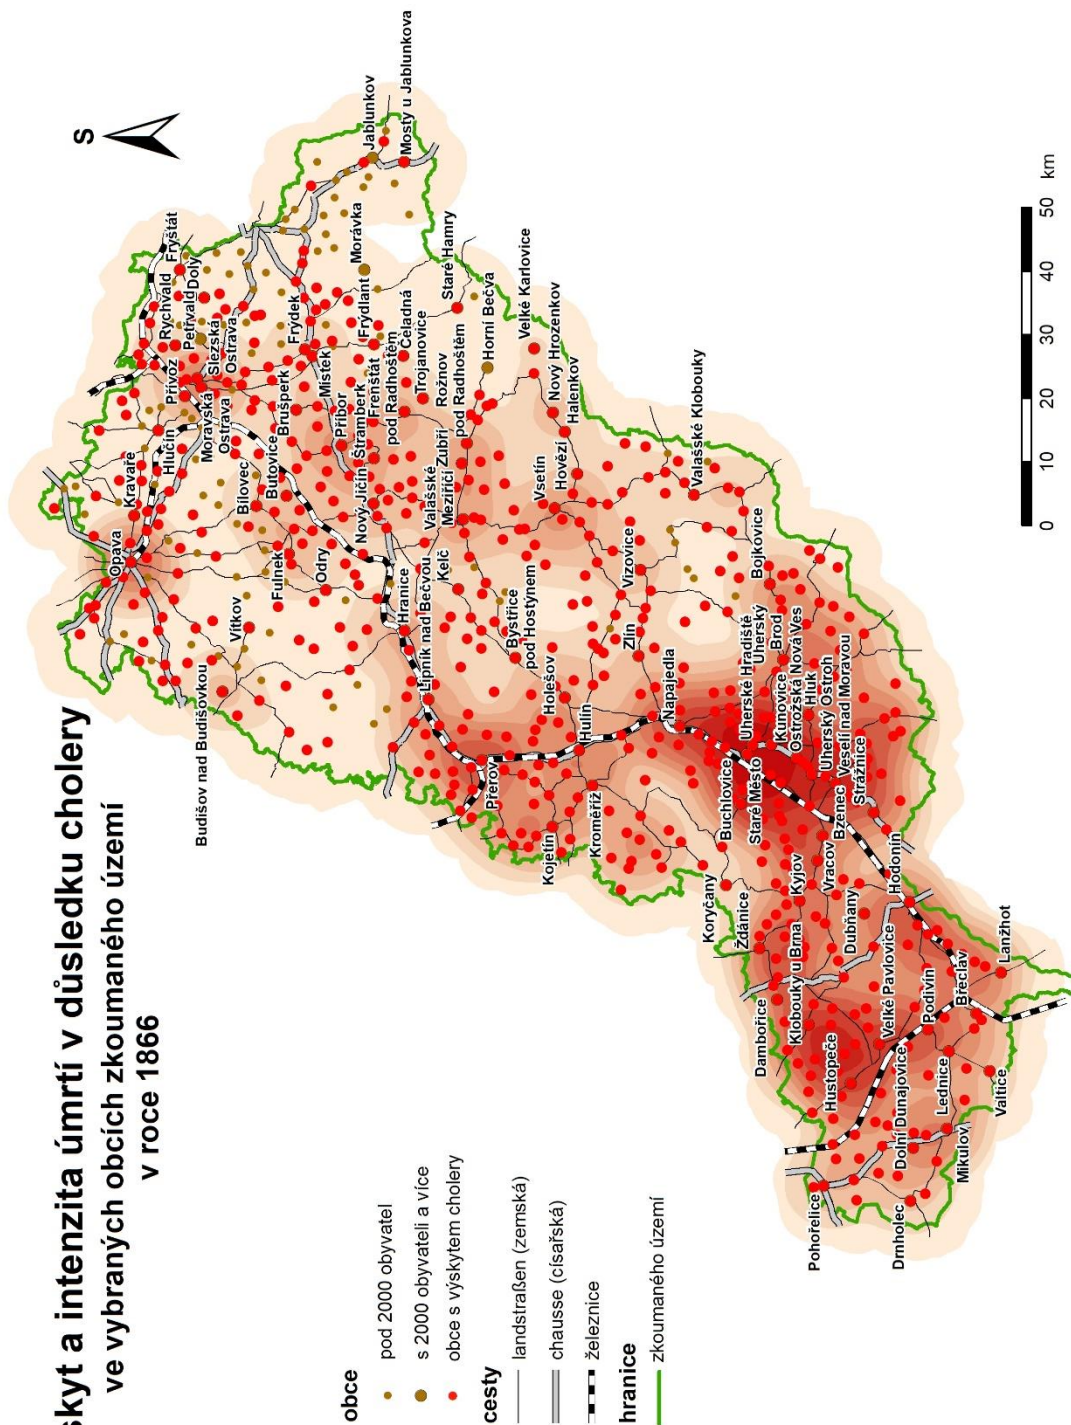 skyt a intenzita úmrtí v důsledku cholery
ve vybraných obcích zkoumaného území
v roce 1866
S
obce
pod 2000 obyvatel
s 2000 obyvateli a více
obce s výskytem cholery
cesty
landstraßen (zemská)
chausse (císařská)
železnice
hranice
zkoumaného území
0 10 20 30 40 50 km
Opava
Kravaře
Hlučín
Přívoz
Rychvald
Petřvald
Doly
Fryštát
Slezská
Ostrava
Moravská
Ostrava
Budišov nad Budišovkou
Vítkov
Bílovec
Butovice
Brušperk
Frýdek
Místek
Fulnek
Odry
Nový Jičín
Příbor
Štramberk
Frenštát
pod Radhoštěm
Frýdlant
Morávka
Jablunkov
Mosty u Jablunkova
Čeladná
Trojanovice
Staré Hamry
Hranice
Lipník nad Bečvou
Kelč
Valašské
Meziříčí
Zubří
Rožnov
pod Radhoštěm
Horní Bečva
Velké Karlovice
Nový Hrozenkov
Halenkov
Hovězí
Vsetín
Bystřice
pod Hostýnem
Přerov
Holešov
Hulín
Kojetín
Kroměříž
Zlín
Vizovice
Napajedla
Valašské Klobouky
Bojkovice
Uherské Hradiště
Uherský
Brod
Kunovice
Ostrožská Nová Ves
Hluk
Uherský Ostroh
Veselí nad Moravou
Strážnice
Buchlovice
Staré Město
Bzenec
Koryčany
Ždánice
Kyjov
Vracov
Dubňany
Hodonín
Dambořice
Klobouky u Brna
Hustopeče
Velké Pavlovice
Podivín
Břeclav
Lanžhot
Pohořelice
Dolní Dunajovice
Lednice
Valtice
Drnholec
Mikulov